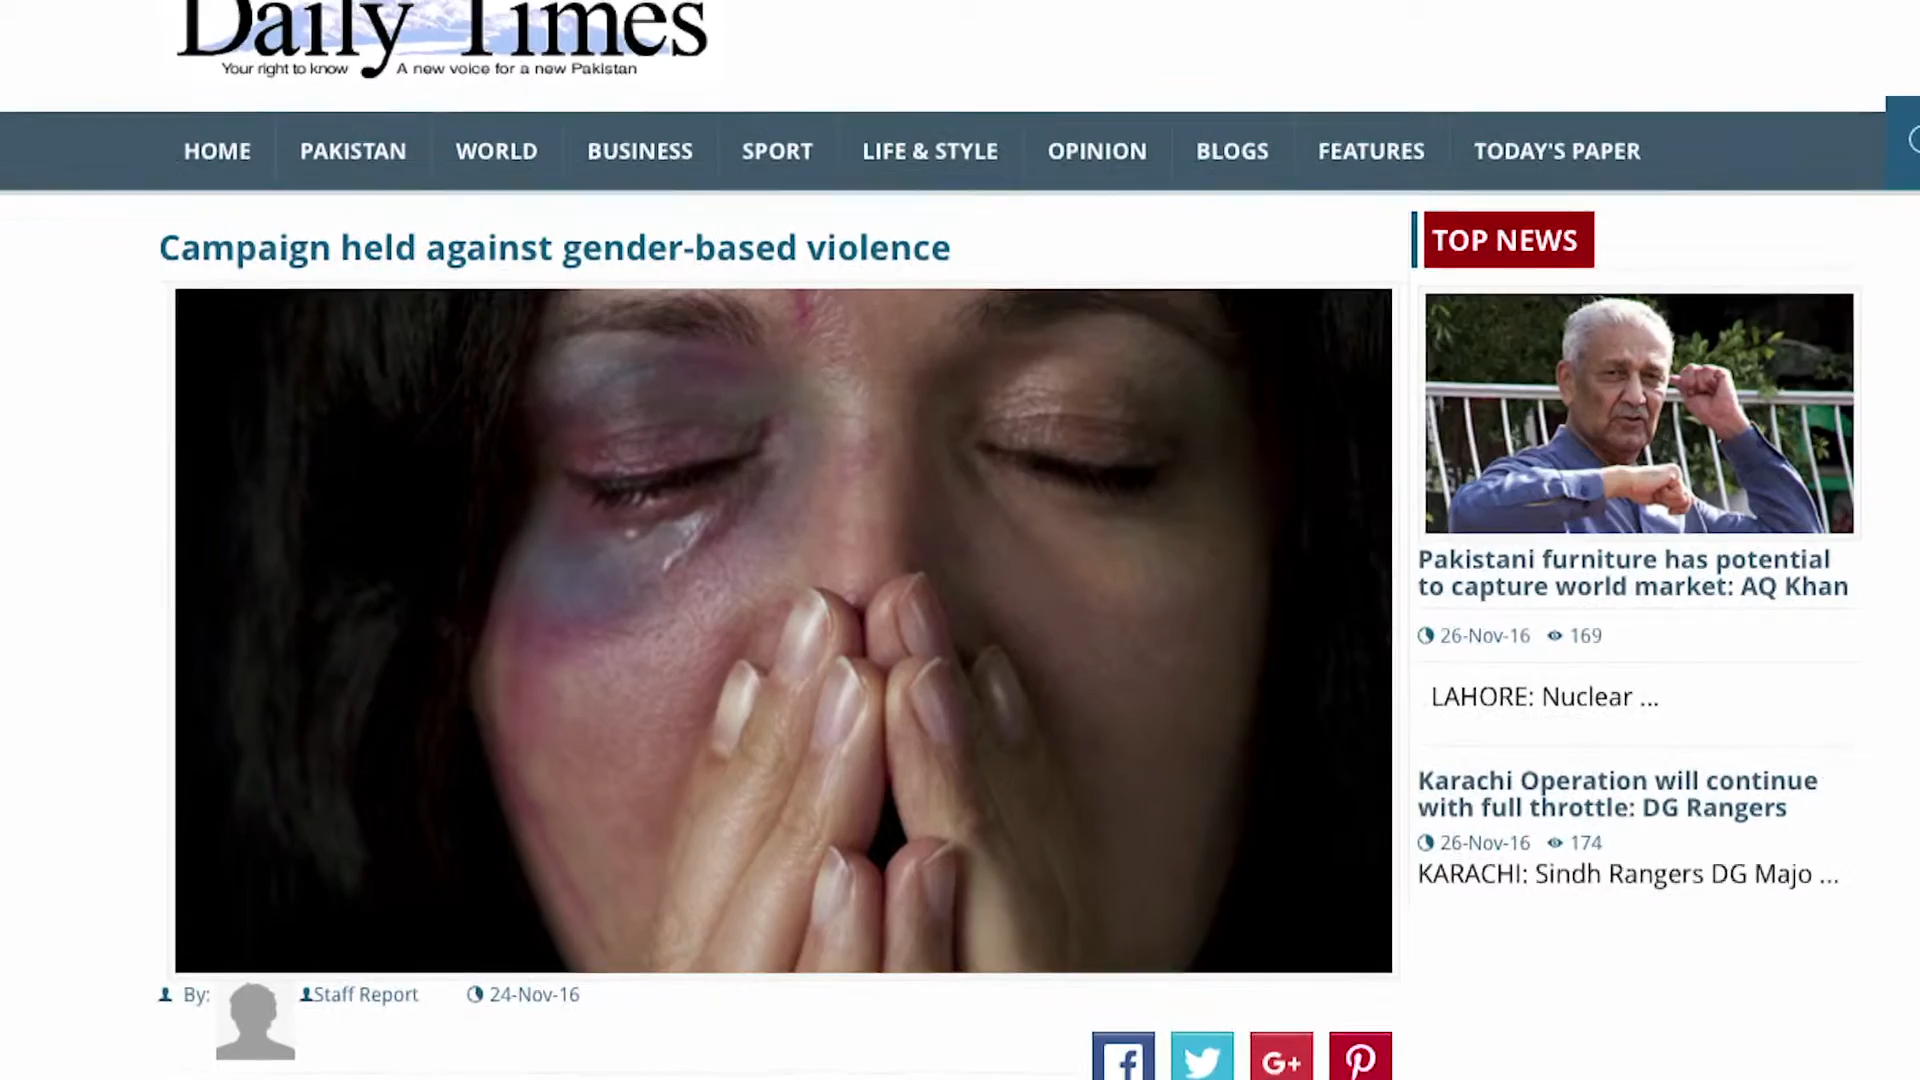 Daily Times
Your right to know A new voice for a new Pakistan
HOME PAKISTAN WORLD BUSINESS SPORT LIFE & STYLE OPINION BLOGS FEATURES TODAY'S PAPER
Campaign held against gender-based violence
TOP NEWS
Pakistani furniture has potential
to capture world market: AQ Khan
26-Nov-16 169
LAHORE: Nuclear ...
Karachi Operation will continue
with full throttle: DG Rangers
26-Nov-16 174
KARACHI: Sindh Rangers DG Majo ...
By: Staff Report 24-Nov-16
f G+